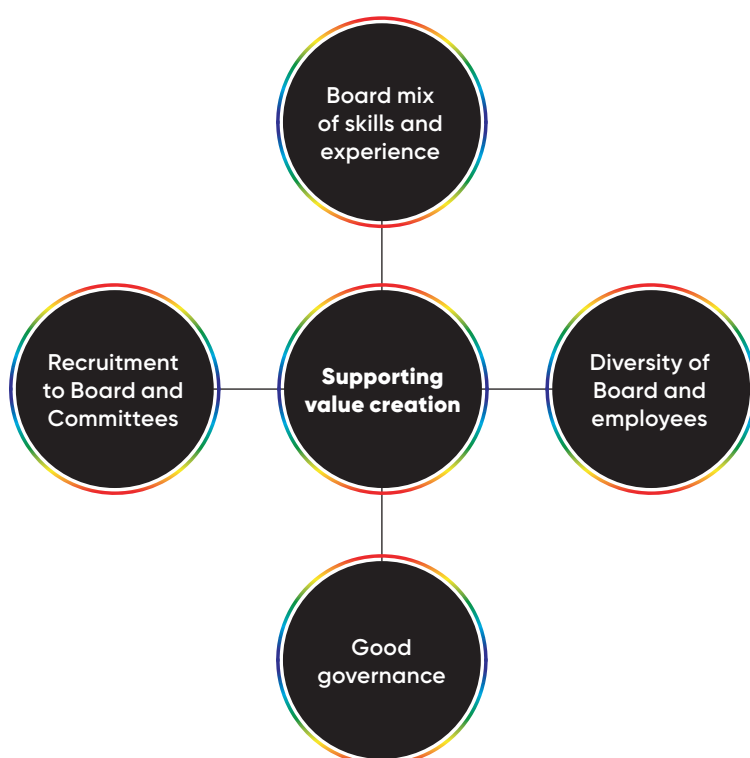 Board mix
of skills and
experience
Recruitment
to Board and
Committees
Supporting
value creation
Diversity of
Board and
employees
Good
governance